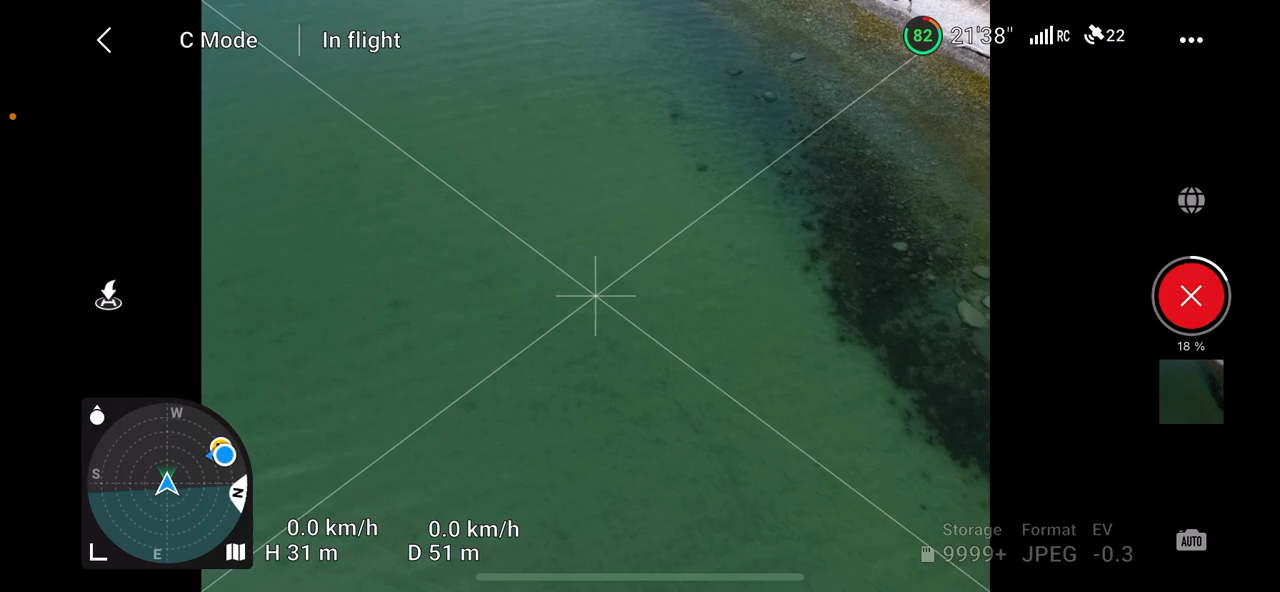 C Mode
In flight
82
21'38"
RC
22
18 %
W
S
N
E
0.0 km/h
0.0 km/h
H 31 m
D 51 m
Storage Format EV
9999+ JPEG -0.3
AUTO